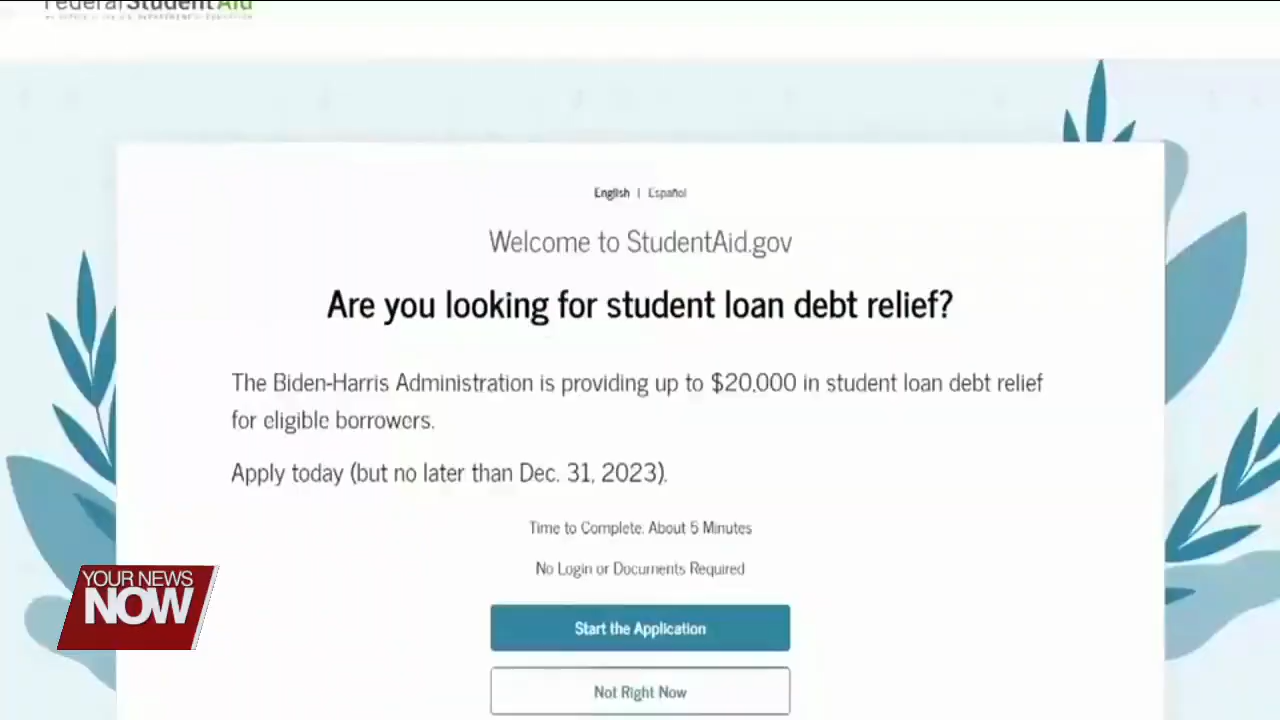 Federal Student Aid
English | Español
Welcome to StudentAid.gov
Are you looking for student loan debt relief?
The Biden-Harris Administration is providing up to $20,000 in student loan debt relief
for eligible borrowers.
Apply today (but no later than Dec. 31, 2023).
Time to Complete. About 5 Minutes
No Login or Documents Required
YOUR NEWS
NOW
Start the Application
Not Right Now